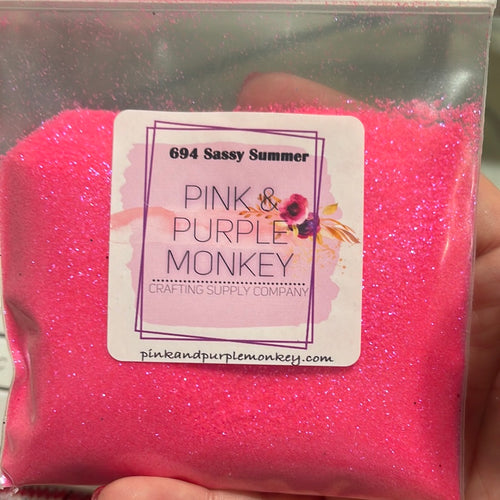 694 Sassy Summer
PINK &
PURPLE
MONKEY
CRAFTING SUPPLY COMPANY
pinkandpurplemonkey.com